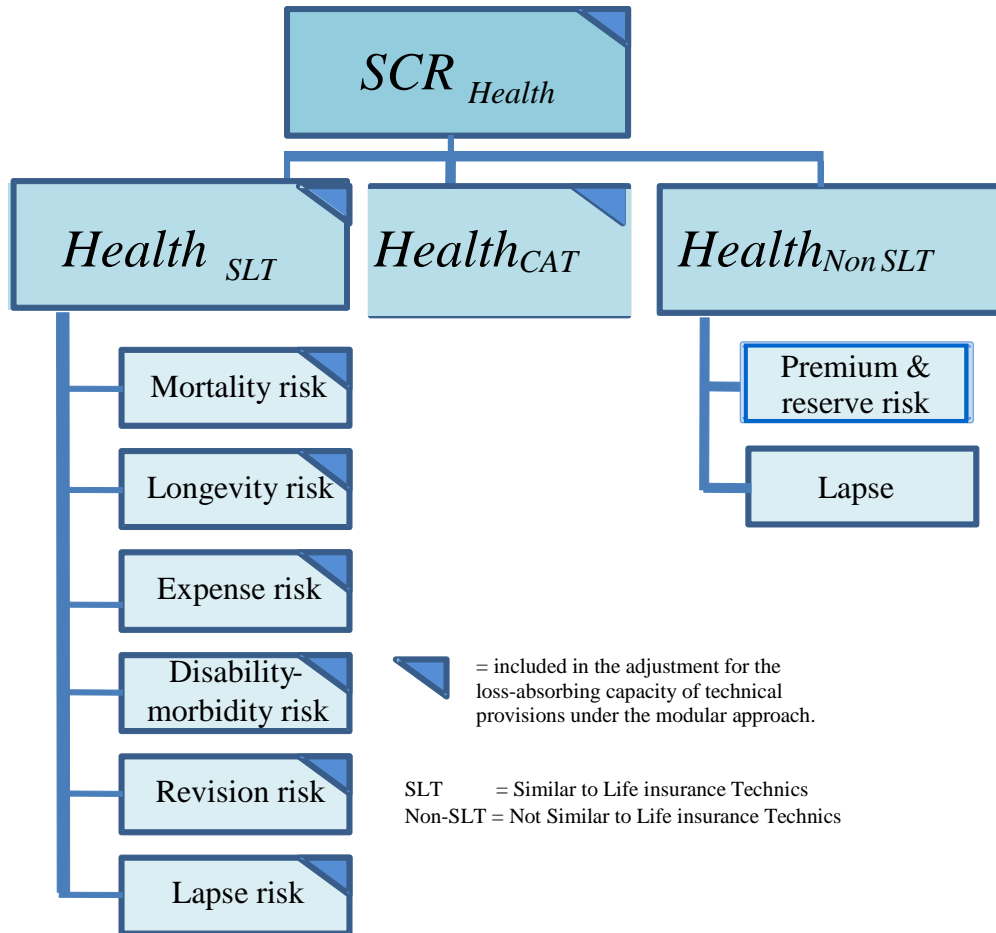 SCR Health
Health SLT
Health CAT
Health Non SLT
Mortality risk
Longevity risk
Expense risk
Disability-
morbidity risk
Revision risk
Lapse risk
Premium &
reserve risk
Lapse
= included in the adjustment for the
loss-absorbing capacity of technical
provisions under the modular approach.
SLT = Similar to Life insurance Technics
Non-SLT = Not Similar to Life insurance Technics